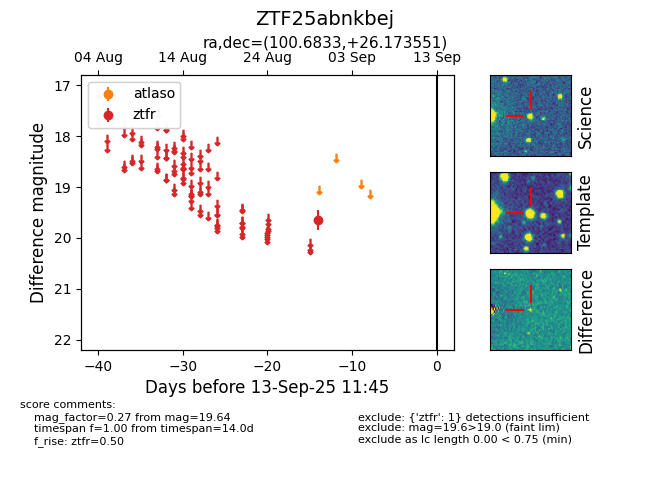 ZTF25abnkbej
ra,dec=(100.6833,+26.173551)
04 Aug 14 Aug 24 Aug 03 Sep 13 Sep
17
18
19
20
21
22
Difference magnitude
atlaso
ztfr
−40 −30 −20 −10 0
Days before 13-Sep-25 11:45
Science
Template
Difference
score comments:
mag_factor=0.27 from mag=19.64
timespan f=1.00 from timespan=14.0d
f_rise: ztfr=0.50
exclude: {'ztfr': 1} detections insufficient
exclude: mag=19.6>19.0 (faint lim)
exclude as lc length 0.00 < 0.75 (min)